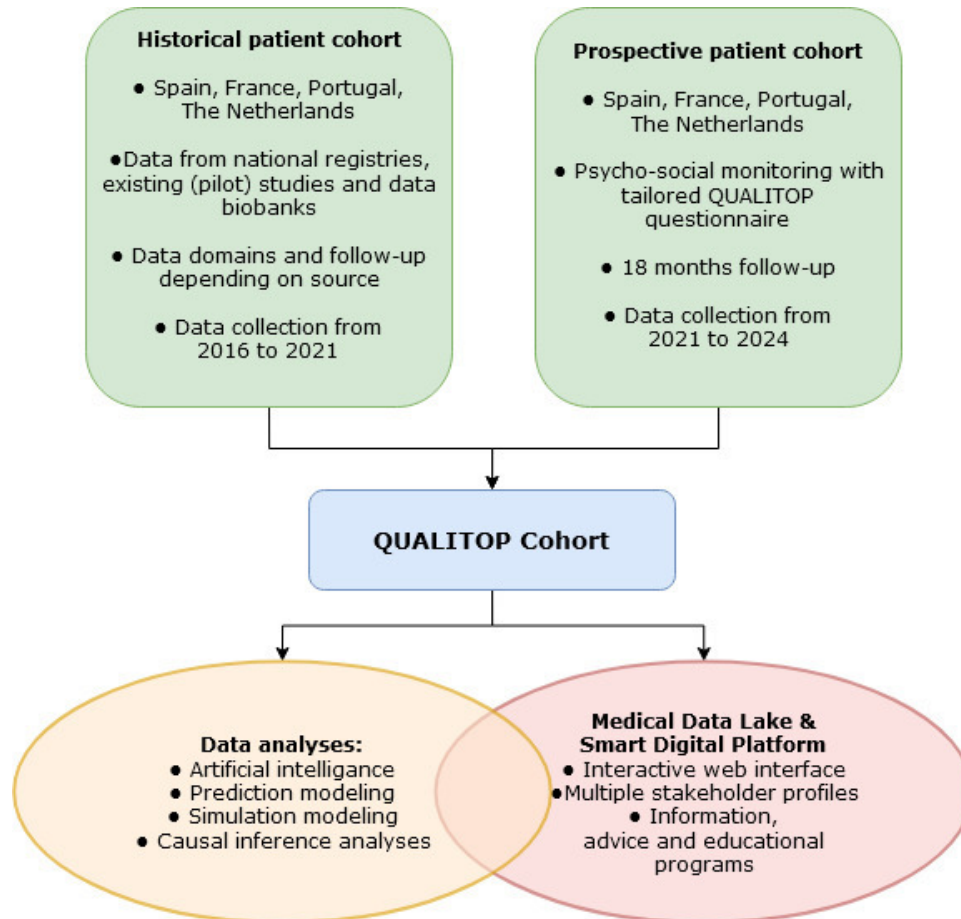 Historical patient cohort
● Spain, France, Portugal,
The Netherlands
●Data from national registries,
existing (pilot) studies and data
biobanks
● Data domains and follow-up
depending on source
● Data collection from
2016 to 2021
Prospective patient cohort
● Spain, France, Portugal,
The Netherlands
● Psycho-social monitoring with
tailored QUALITOP
questionnaire
● 18 months follow-up
● Data collection from
2021 to 2024
QUALITOP Cohort
Data analyses:
● Artificial intelligance
● Prediction modeling
● Simulation modeling
● Causal inference analyses
Medical Data Lake &
Smart Digital Platform
● Interactive web interface
●Multiple stakeholder profiles
● Information,
advice and educational
programs